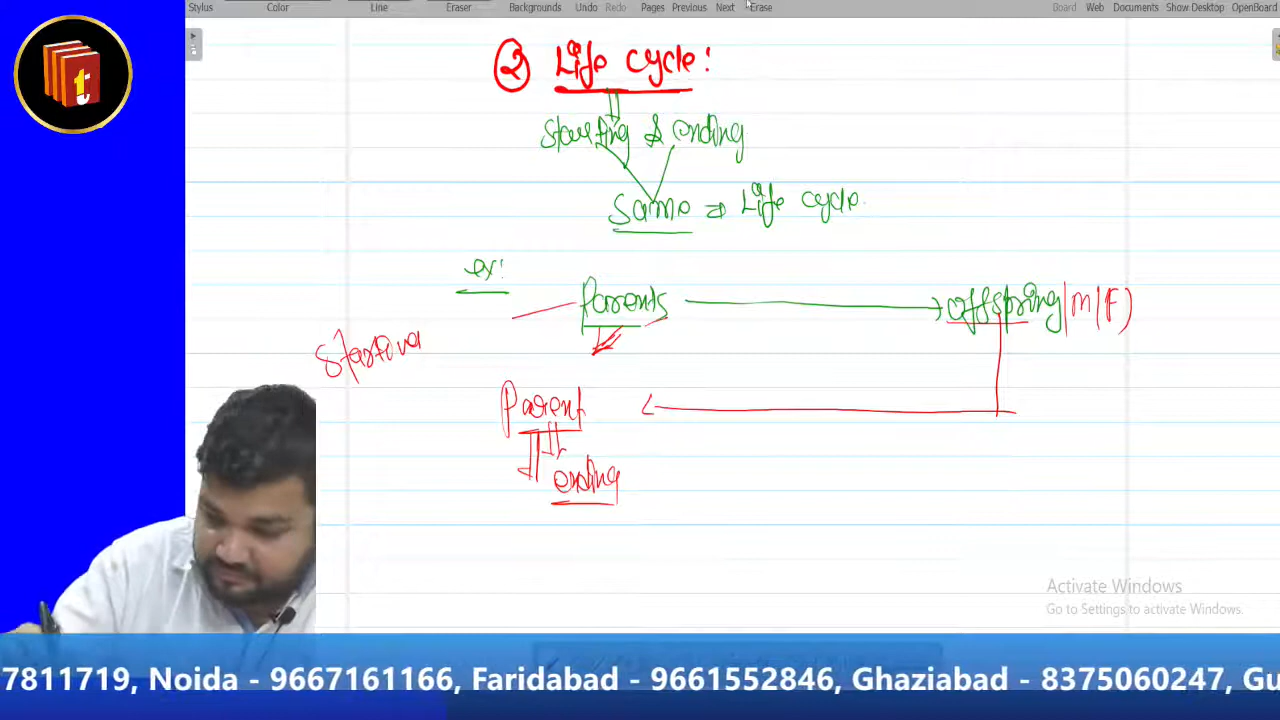 Stylus Color Line Eraser Backgrounds Undo Redo Pages Previous Next Erase Board Web Documents Show Desktop OpenBoard
t
② Life cycle:
Starting & ending
Same ⇒ Life cycle.
ex:
Parents → offspring (M/F)
Starting
Parent
ending
Activate Windows
Go to Settings to activate Windows.
7811719, Noida - 9667161166, Faridabad - 9661552846, Ghaziabad - 8375060247, Gu